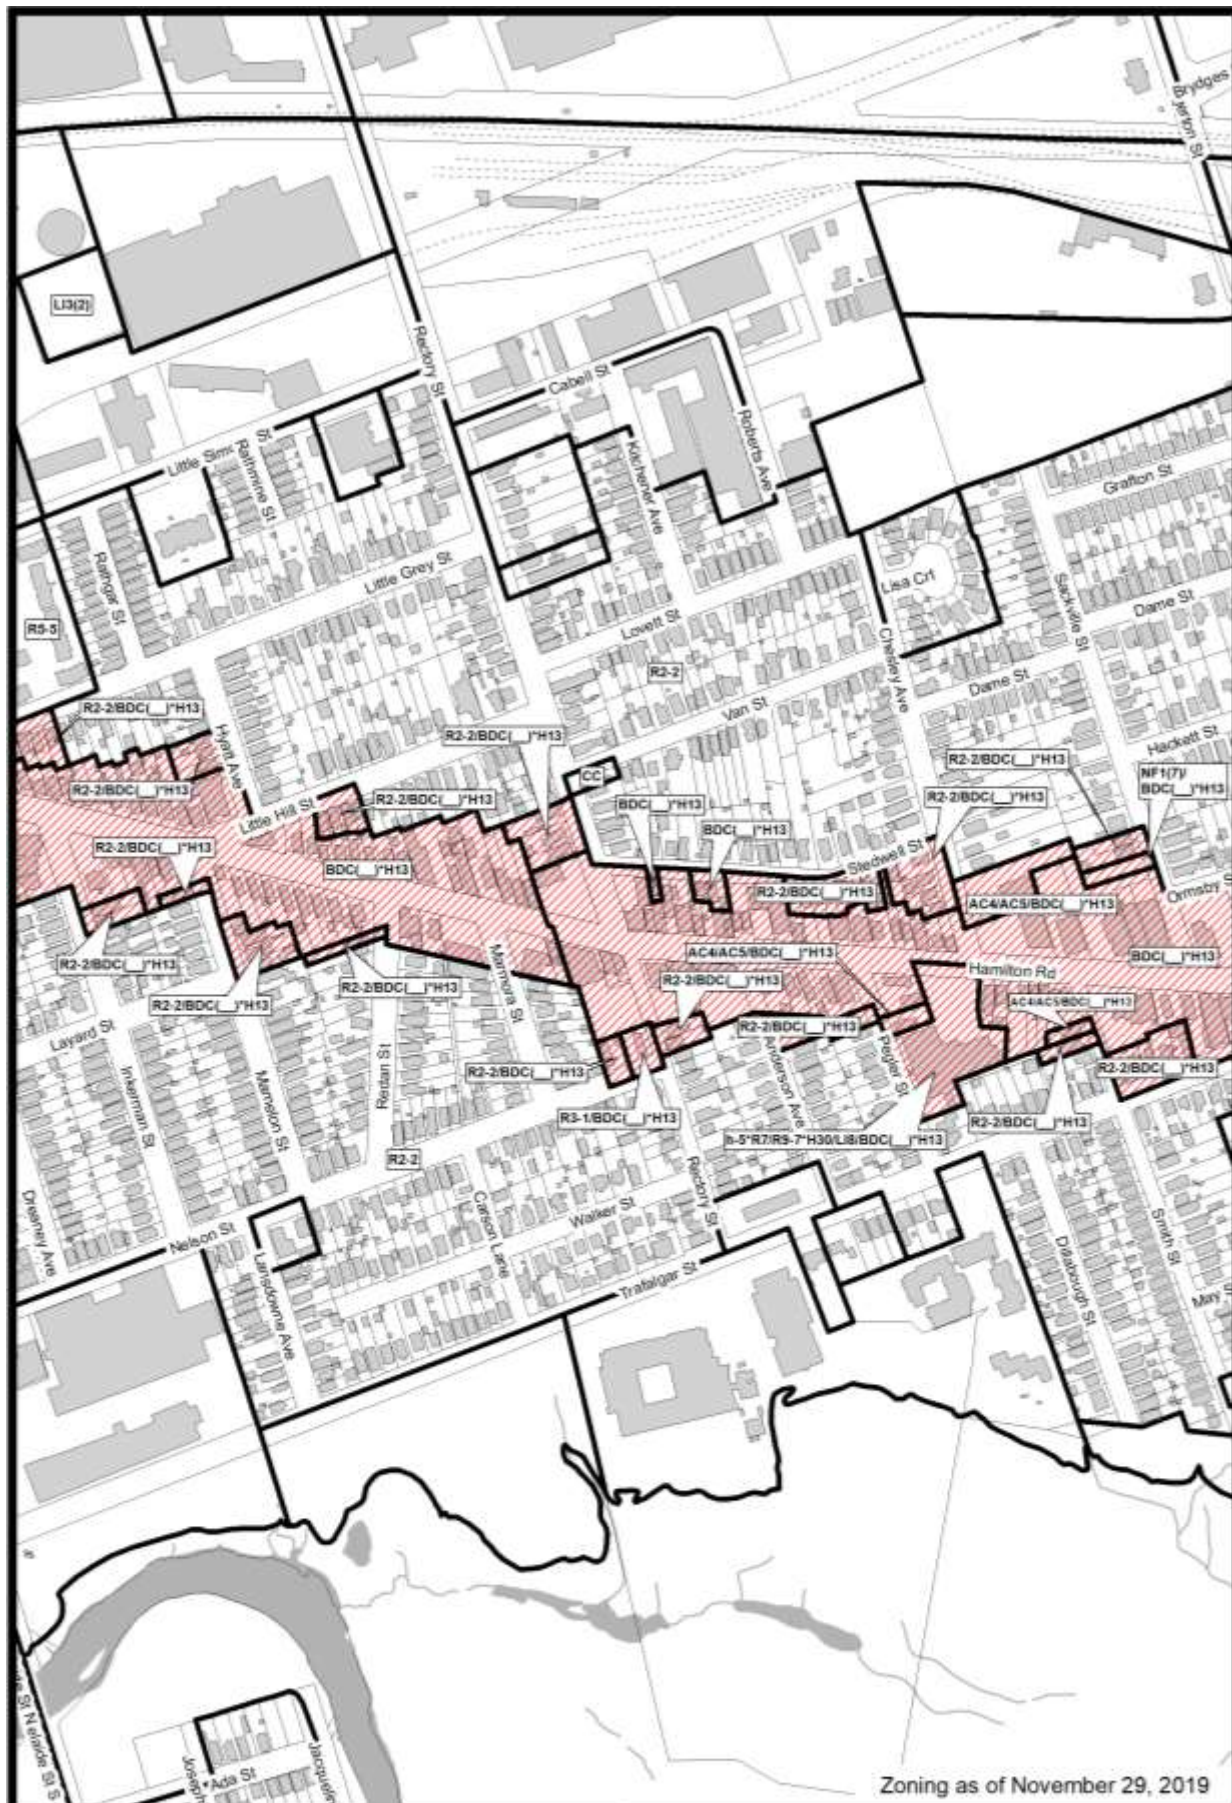 Brydges
Egerton St
LI3(2)
Rectory St
Cabell St
Roberts Ave
Little Sim
St
Rathmine St
Kitchener Ave
Grafton St
Rathgar St
Little Grey St
Lisa Crt
Sackville St
Dame St
R5-5
Lovett St
Chesley Ave
R2-2
Dame St
R2-2/BDC(__)*H13
Van St
Hyatt Ave
R2-2/BDC(__)*H13
Hackett St
R2-2/BDC(__)*H13
NF1(7)/
BDC(__)*H13
CC
R2-2/BDC(__)*H13
R2-2/BDC(__)*H13
R2-2/BDC(__)*H13
BDC(__)*H13
Little Hill St
BDC(__)*H13
Stedwell St
R2-2/BDC(__)*H13
BDC(__)*H13
R2-2/BDC(__)*H13
Ormsby
AC4/AC5/BDC(__)*H13
AC4/AC5/BDC(__)*H13
BDC(__)*H13
R2-2/BDC(__)*H13
Hamilton Rd
R2-2/BDC(__)*H13
R2-2/BDC(__)*H13
Marmora St
R2-2/BDC(__)*H13
AC4/AC5/BDC(__)*H13
Layard St
R2-2/BDC(__)*H13
Inkerman St
Mamelon St
Redan St
R2-2/BDC(__)*H13
Anderson Ave
Pegler St
R2-2/BDC(__)*H13
R3-1/BDC(__)*H13
R2-2/BDC(__)*H13
h-5*R7/R9-7*H30/LI8/BDC(__)*H13
R2-2
Rectory St
Dreaney Ave
Nelson St
Lansdowne Ave
Carson Lane
Walker St
Smith St
Dillabough St
Trafalgar St
May
Adelaide St S
Joseph
Ada St
Jacqueline
Zoning as of November 29, 2019